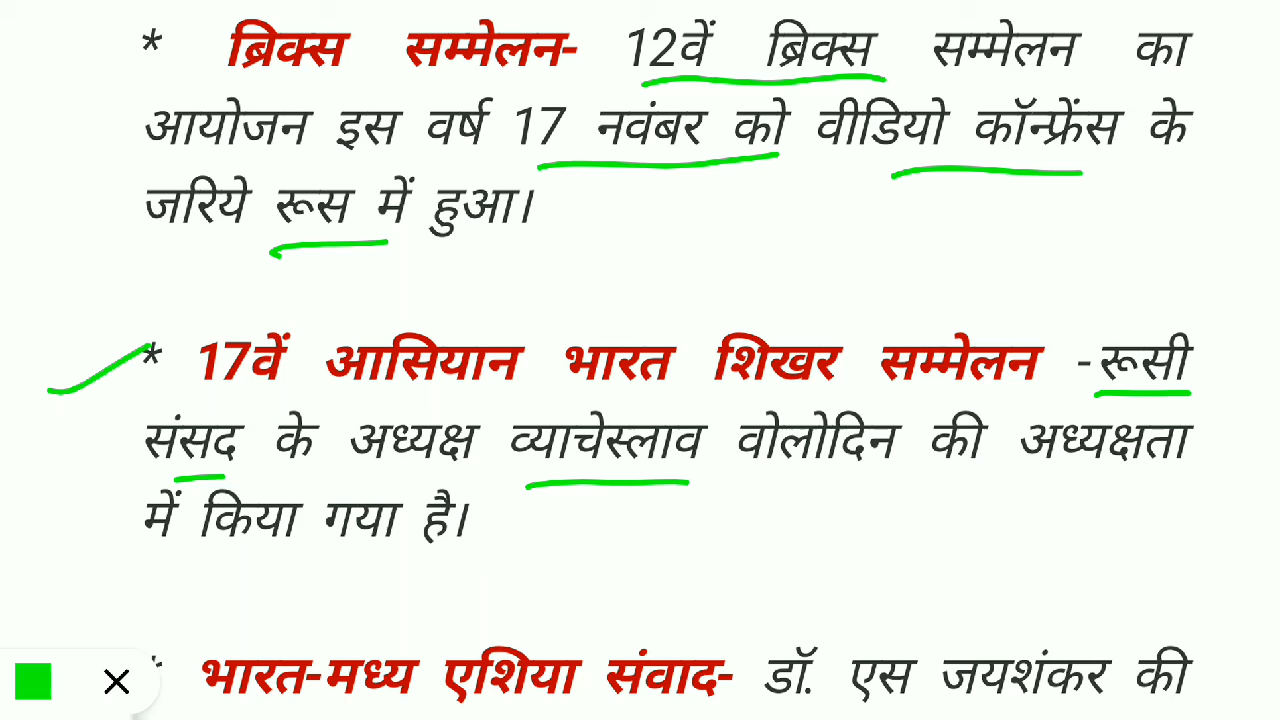 * ब्रिक्स सम्मेलन- 12वें ब्रिक्स सम्मेलन का
आयोजन इस वर्ष 17 नवंबर को वीडियो कॉन्फ्रेंस के
जरिये रूस में हुआ।
* 17वें आसियान भारत शिखर सम्मेलन -रूसी
संसद के अध्यक्ष व्याचेस्लाव वोलोदिन की अध्यक्षता
में किया गया है।
* भारत-मध्य एशिया संवाद- डॉ. एस जयशंकर की